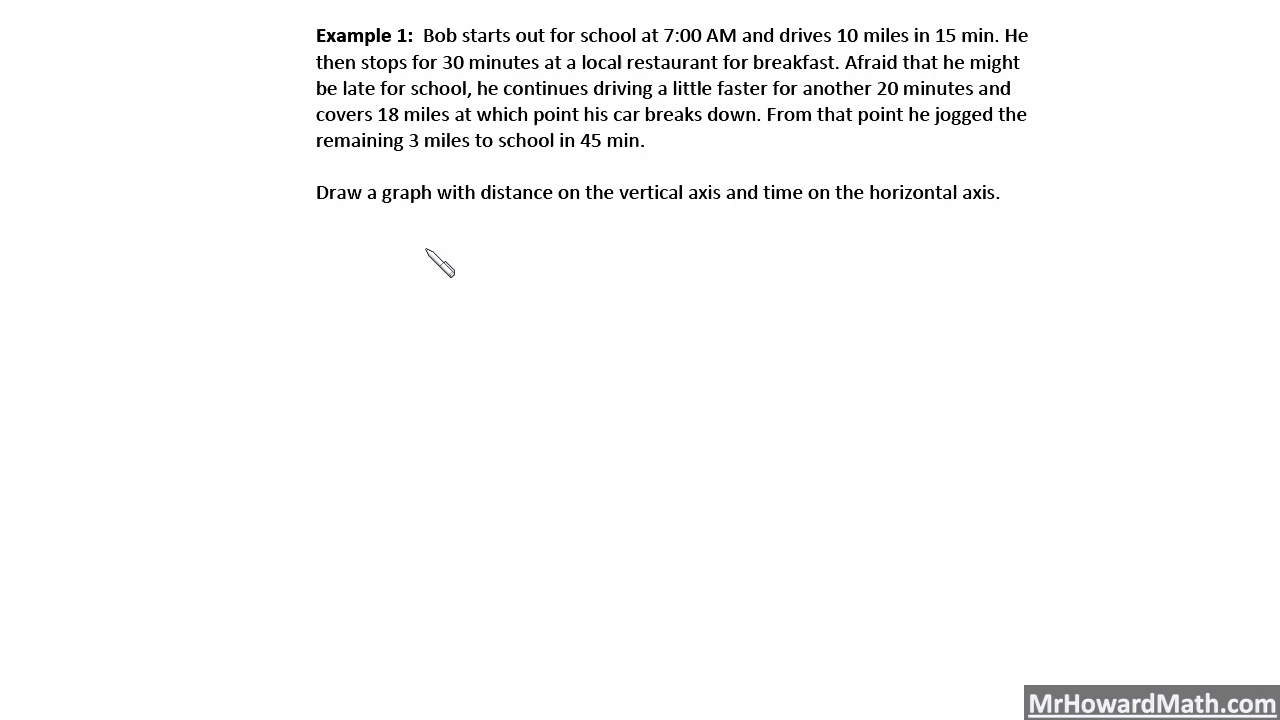 Example 1:  Bob starts out for school at 7:00 AM and drives 10 miles in 15 min. He
then stops for 30 minutes at a local restaurant for breakfast. Afraid that he might
be late for school, he continues driving a little faster for another 20 minutes and
covers 18 miles at which point his car breaks down. From that point he jogged the
remaining 3 miles to school in 45 min.
Draw a graph with distance on the vertical axis and time on the horizontal axis.
MrHowardMath.com